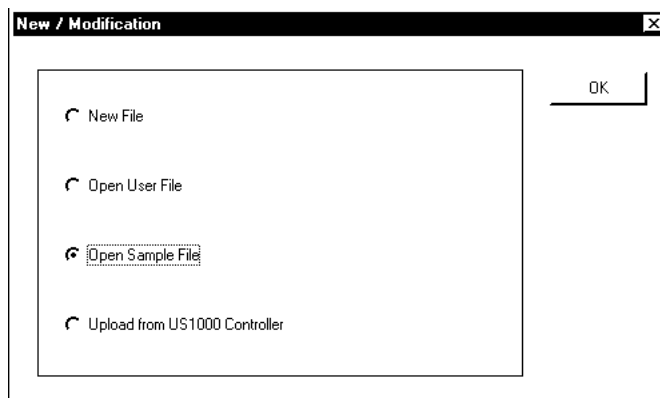 New / Modification
OK
New File
Open User File
Open Sample File
Upload from US1000 Controller